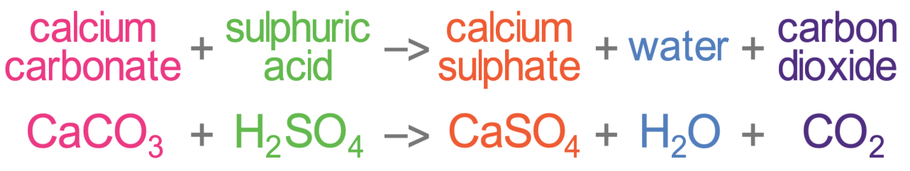 calcium carbonate + sulphuric acid –> calcium sulphate + water + carbon dioxide
CaCO₃ + H₂SO₄ –> CaSO₄ + H₂O + CO₂